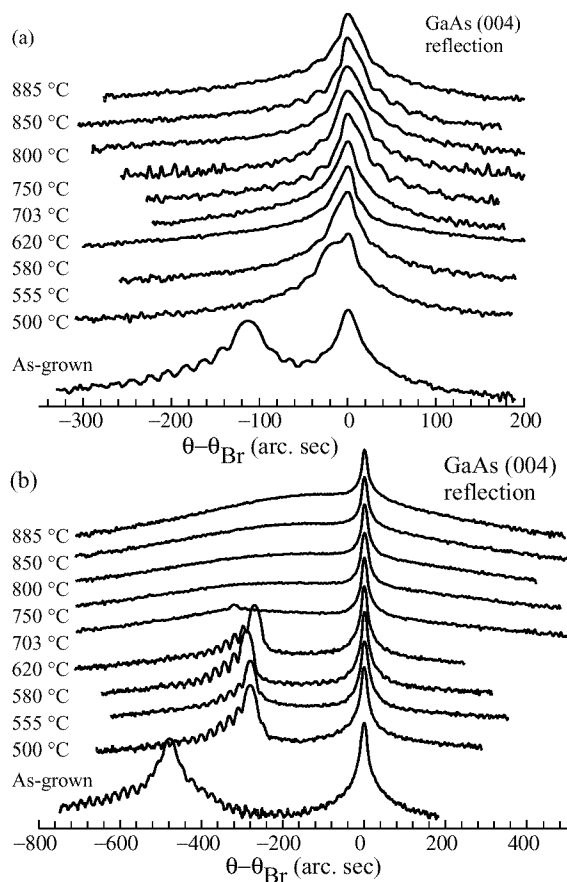 (a)
GaAs (004)
reflection
885 °C
850 °C
800 °C
750 °C
703 °C
620 °C
580 °C
555 °C
500 °C
As-grown
−300 −200 −100 0 100 200
θ−θBr (arc. sec)
(b)
GaAs (004)
reflection
885 °C
850 °C
800 °C
750 °C
703 °C
620 °C
580 °C
555 °C
500 °C
As-grown
−800 −600 −400 −200 0 200 400
θ−θBr (arc. sec)